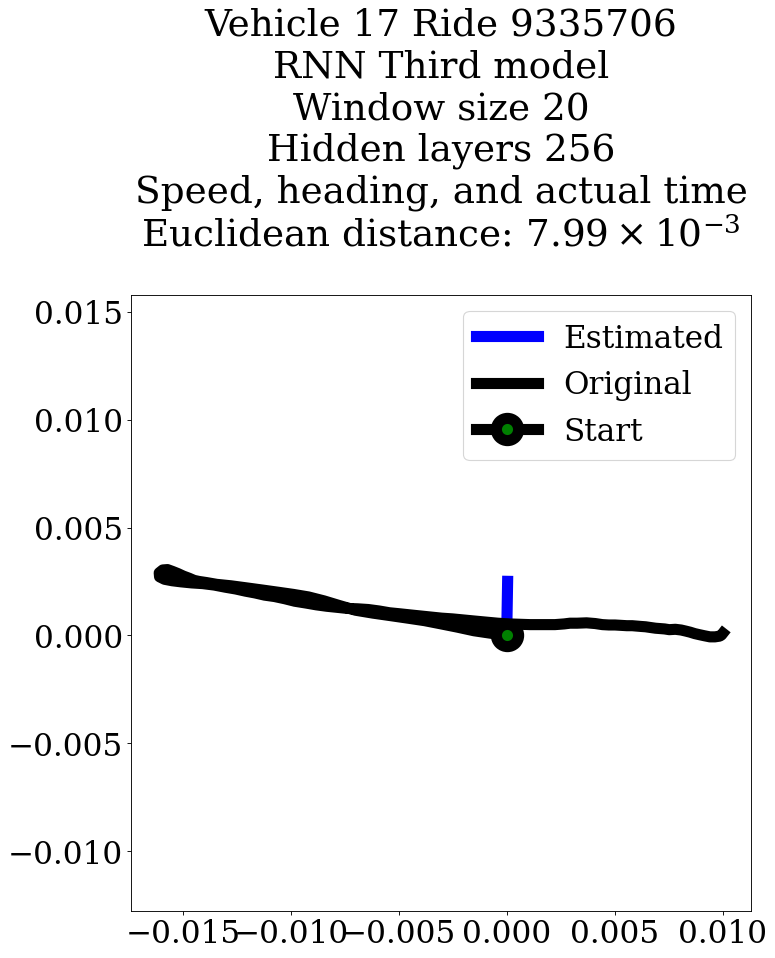 Vehicle 17 Ride 9335706
RNN Third model
Window size 20
Hidden layers 256
Speed, heading, and actual time
Euclidean distance: 7.99 × 10⁻³
Estimated
Original
Start
0.015
0.010
0.005
0.000
−0.005
−0.010
−0.015 −0.010 −0.005 0.000 0.005 0.010